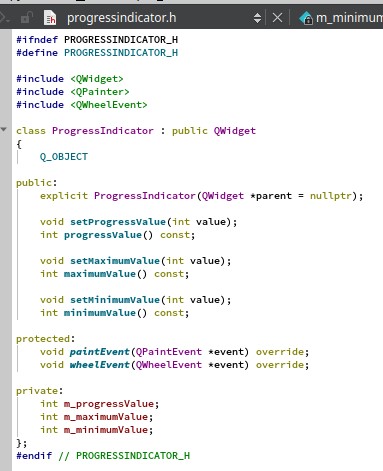 progressindicator.h
m_minimum
#ifndef PROGRESSINDICATOR_H
#define PROGRESSINDICATOR_H
#include <QWidget>
#include <QPainter>
#include <QWheelEvent>
class ProgressIndicator : public QWidget
{
Q_OBJECT
public:
explicit ProgressIndicator(QWidget *parent = nullptr);
void setProgressValue(int value);
int progressValue() const;
void setMaximumValue(int value);
int maximumValue() const;
void setMinimumValue(int value);
int minimumValue() const;
protected:
void paintEvent(QPaintEvent *event) override;
void wheelEvent(QWheelEvent *event) override;
private:
int m_progressValue;
int m_maximumValue;
int m_minimumValue;
};
#endif // PROGRESSINDICATOR_H